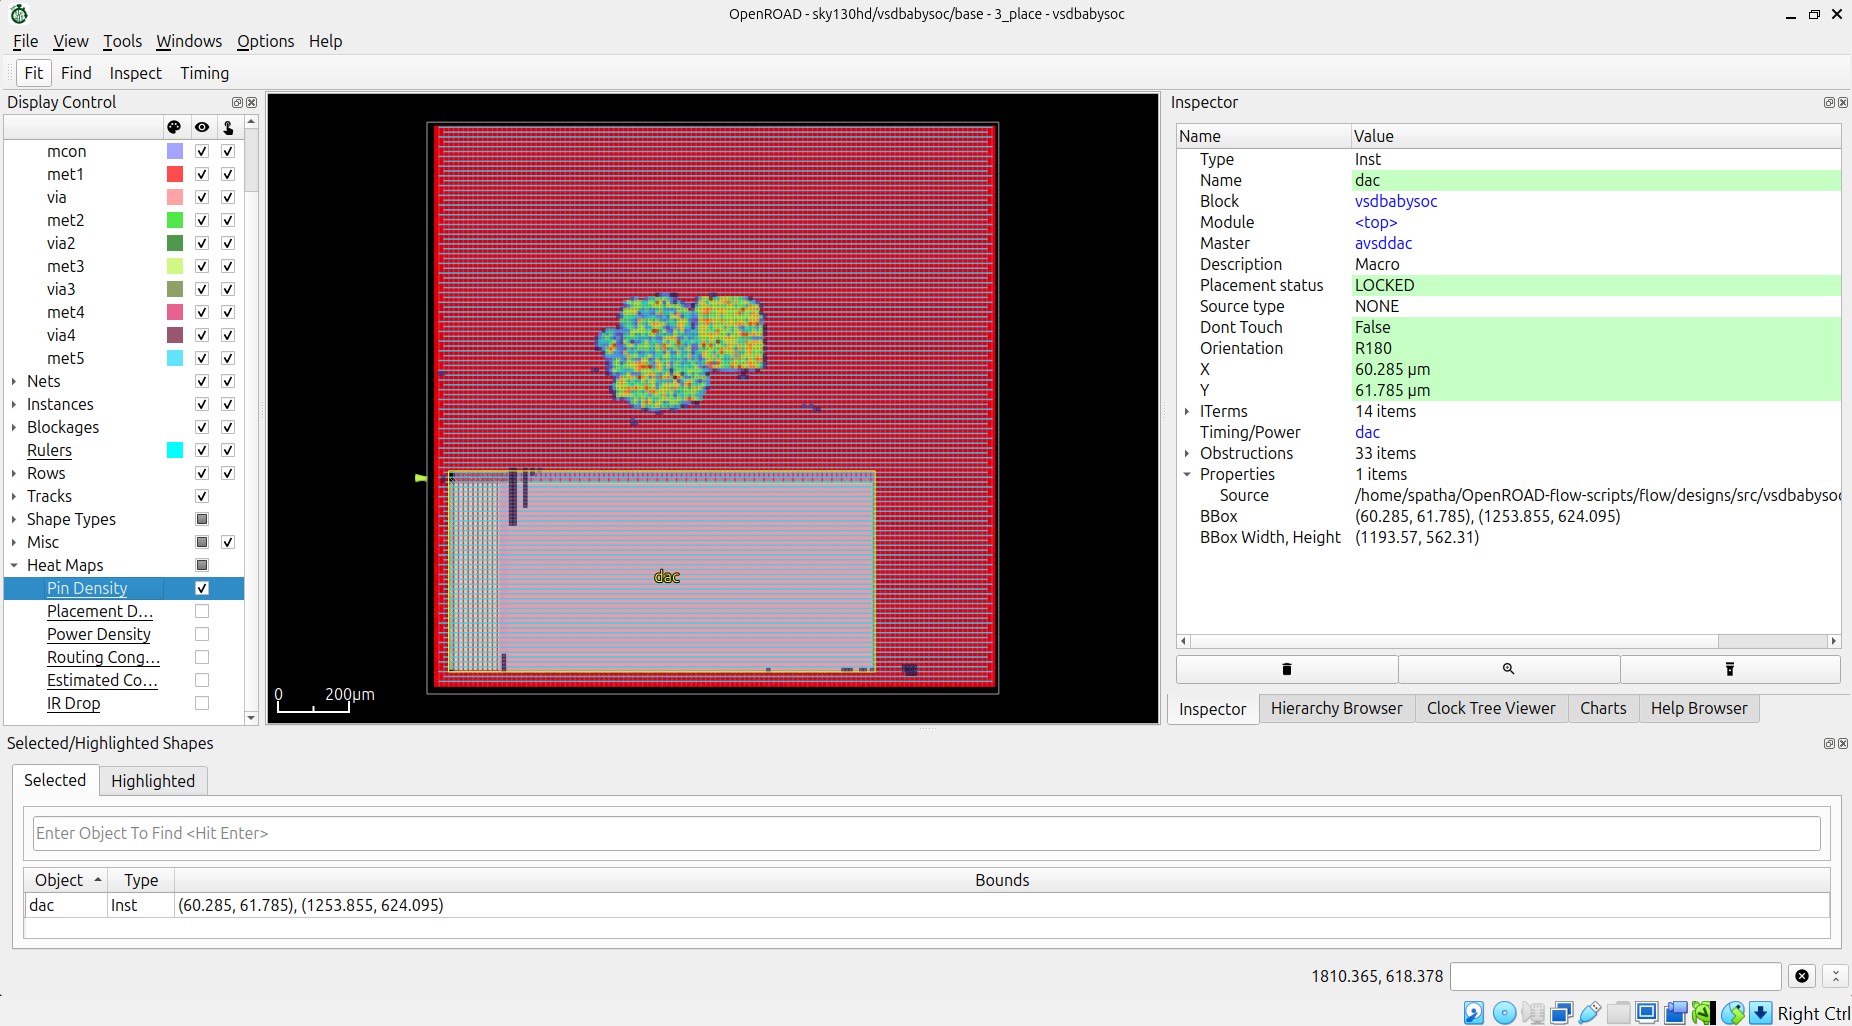 OpenROAD - sky130hd/vsdbabysoc/base - 3_place - vsdbabysoc
File View Tools Windows Options Help
Fit Find Inspect Timing
Display Control
mcon
met1
via
met2
via2
met3
via3
met4
via4
met5
Nets
Instances
Blockages
Rulers
Rows
Tracks
Shape Types
Misc
Heat Maps
Pin Density
Placement D...
Power Density
Routing Cong...
Estimated Co...
IR Drop
dac
0 200µm
Inspector
Name Value
Type Inst
Name dac
Block vsdbabysoc
Module <top>
Master avsddac
Description Macro
Placement status LOCKED
Source type NONE
Dont Touch False
Orientation R180
X 60.285 µm
Y 61.785 µm
ITerms 14 items
Timing/Power dac
Obstructions 33 items
Properties 1 items
Source /home/spatha/OpenROAD-flow-scripts/flow/designs/src/vsdbabysoc
BBox (60.285, 61.785), (1253.855, 624.095)
BBox Width, Height (1193.57, 562.31)
Inspector Hierarchy Browser Clock Tree Viewer Charts Help Browser
Selected/Highlighted Shapes
Selected Highlighted
Enter Object To Find <Hit Enter>
Object Type Bounds
dac Inst (60.285, 61.785), (1253.855, 624.095)
1810.365, 618.378
Right Ctrl